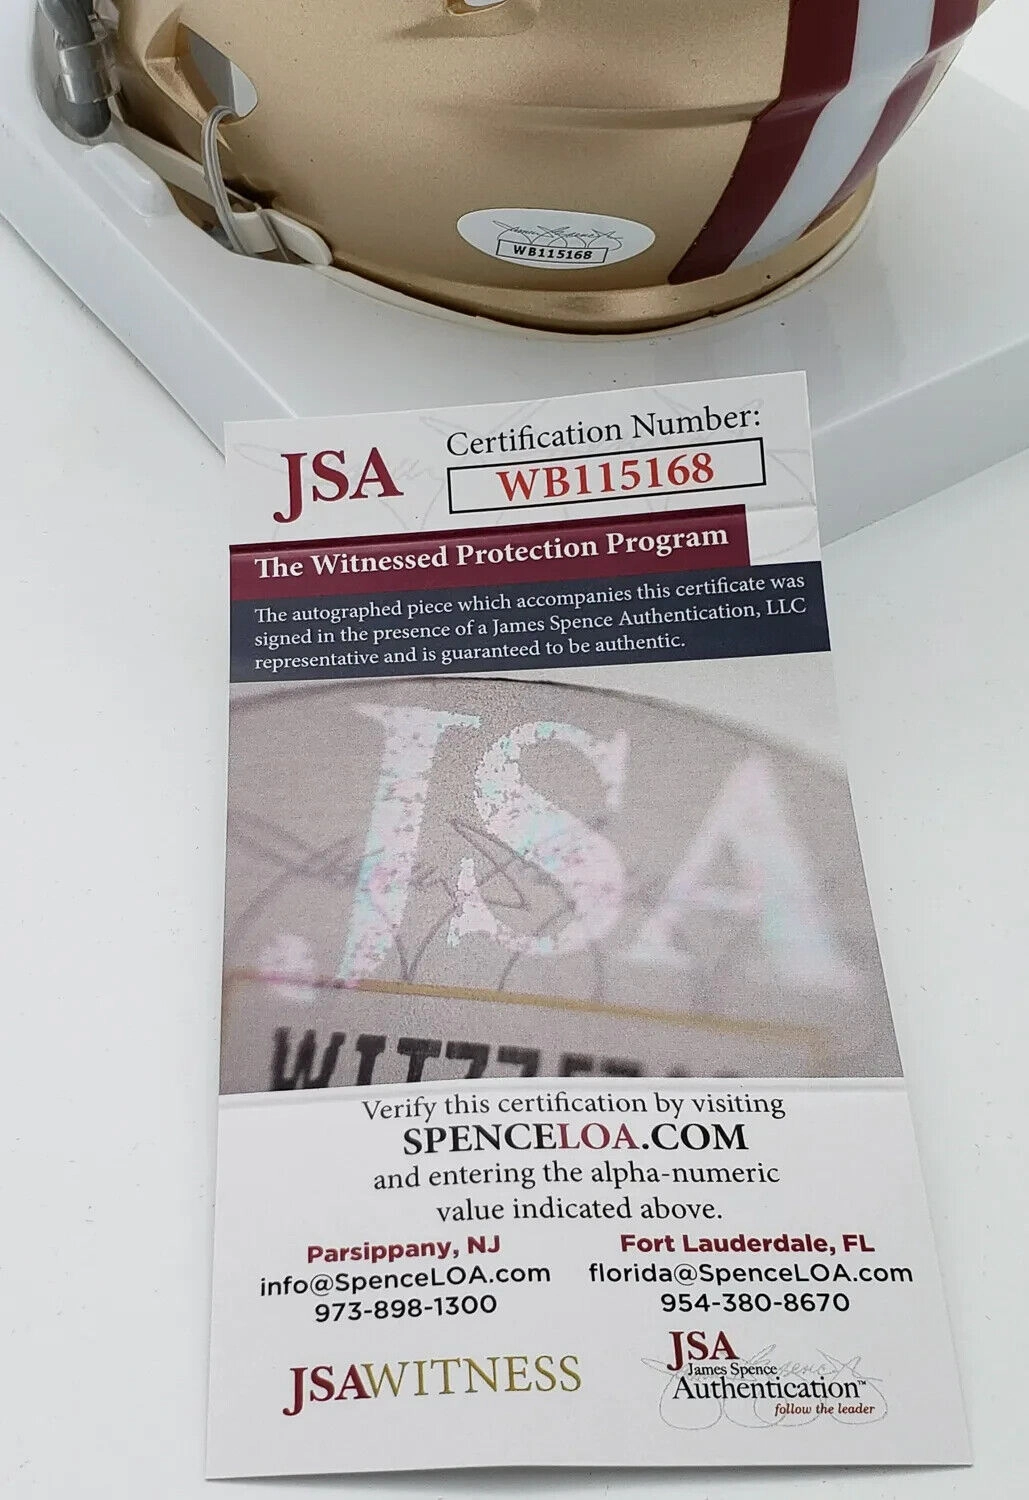 WB115168
JSA
Certification Number:
WB115168
The Witnessed Protection Program
The autographed piece which accompanies this certificate was
signed in the presence of a James Spence Authentication, LLC
representative and is guaranteed to be authentic.
JSA
Verify this certification by visiting
SPENCELOA.COM
and entering the alpha-numeric
value indicated above.
Parsippany, NJ
info@SpenceLOA.com
973-898-1300
Fort Lauderdale, FL
florida@SpenceLOA.com
954-380-8670
JSAWITNESS
JSA
James Spence
Authentication™
follow the leader